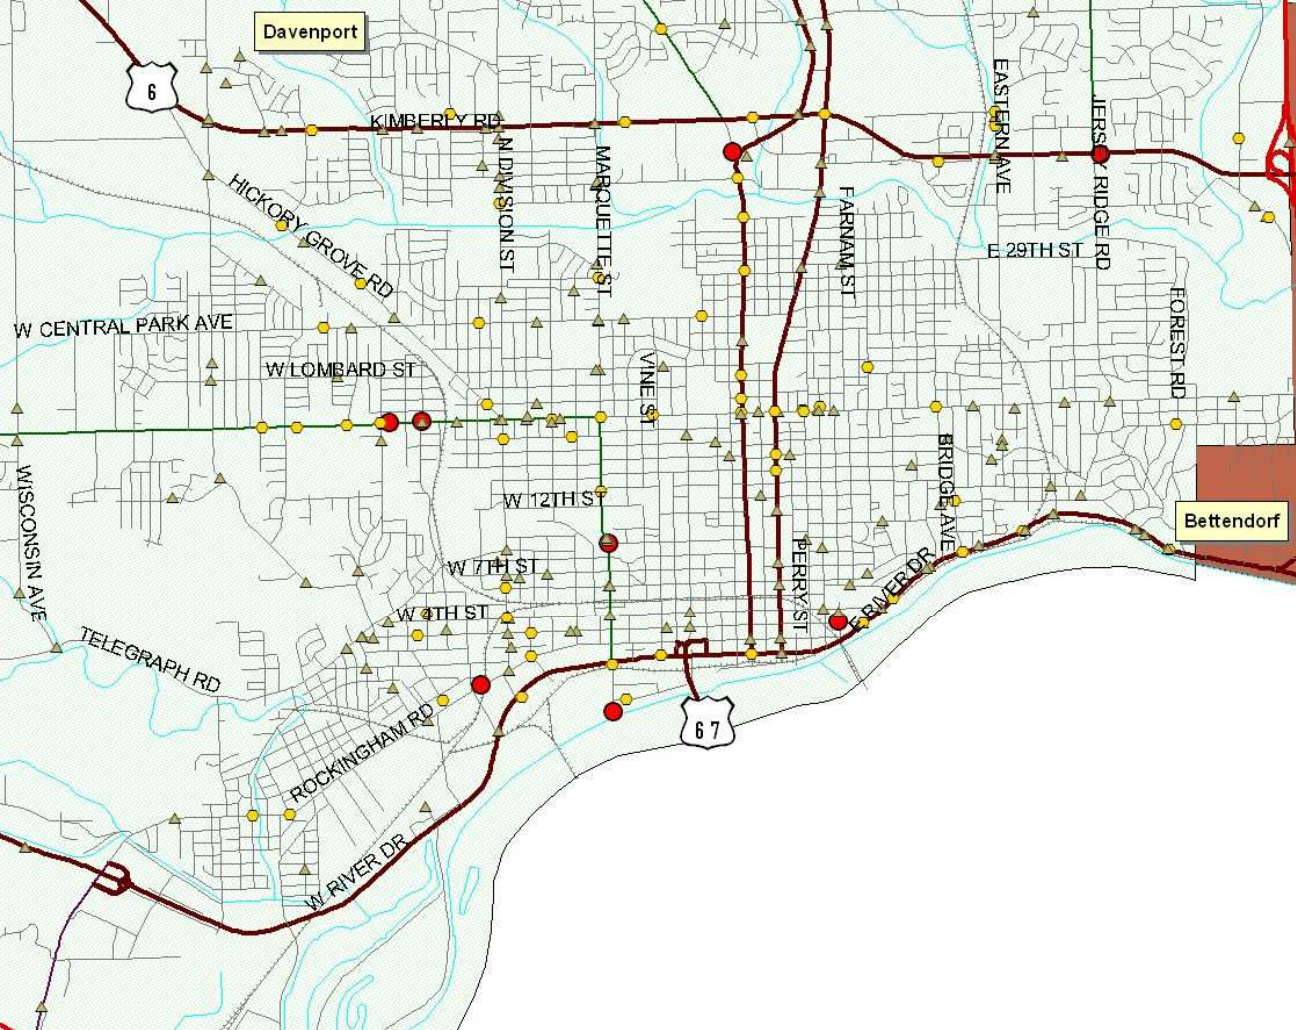 Davenport
6
KIMBERLY RD
EASTERN AVE
JERSEY RIDGE RD
N DIVISION ST
MARQUETTE ST
HICKORY GROVE RD
FARNAM ST
E 29TH ST
W CENTRAL PARK AVE
FOREST RD
W LOMBARD ST
VINE ST
BRIDGE AVE
WISCONSIN AVE
W 12TH ST
Bettendorf
PERRY ST
W 7TH ST
E RIVER DR
W 4TH ST
TELEGRAPH RD
ROCKINGHAM RD
67
W RIVER DR